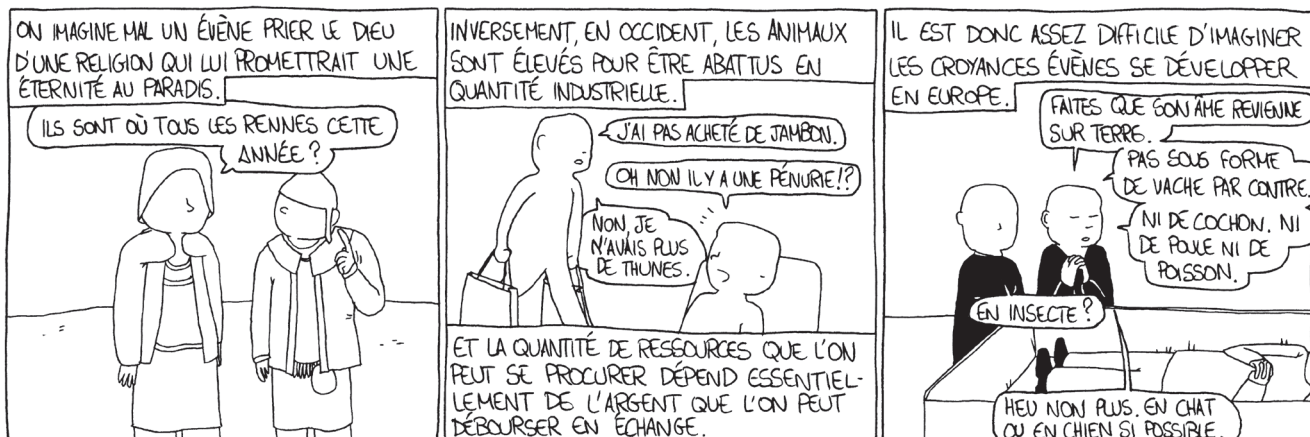 ON IMAGINE MAL UN ÉVÈNE PRIER LE DIEU
D'UNE RELIGION QUI LUI PROMETTRAIT UNE
ÉTERNITÉ AU PARADIS.
ILS SONT OÙ TOUS LES RENNES CETTE
ANNÉE?
INVERSEMENT, EN OCCIDENT, LES ANIMAUX
SONT ÉLEVÉS POUR ÊTRE ABATTUS EN
QUANTITÉ INDUSTRIELLE.
J'AI PAS ACHETÉ DE JAMBON.
OH NON IL Y A UNE PÉNURIE!?
NON, JE
N'AVAIS PLUS
DE THUNES.
ET LA QUANTITÉ DE RESSOURCES QUE L'ON
PEUT SE PROCURER DÉPEND ESSENTIEL-
LEMENT DE L'ARGENT QUE L'ON PEUT
DÉBOURSER EN ÉCHANGE.
IL EST DONC ASSEZ DIFFICILE D'IMAGINER
LES CROYANCES ÉVÈNES SE DÉVELOPPER
EN EUROPE.
FAITES QUE SON ÂME REVIENNE
SUR TERRE.
PAS SOUS FORME
DE VACHE PAR CONTRE.
NI DE COCHON. NI
DE POULE NI DE
POISSON.
EN INSECTE?
HEU NON PLUS. EN CHAT
OU EN CHIEN SI POSSIBLE.